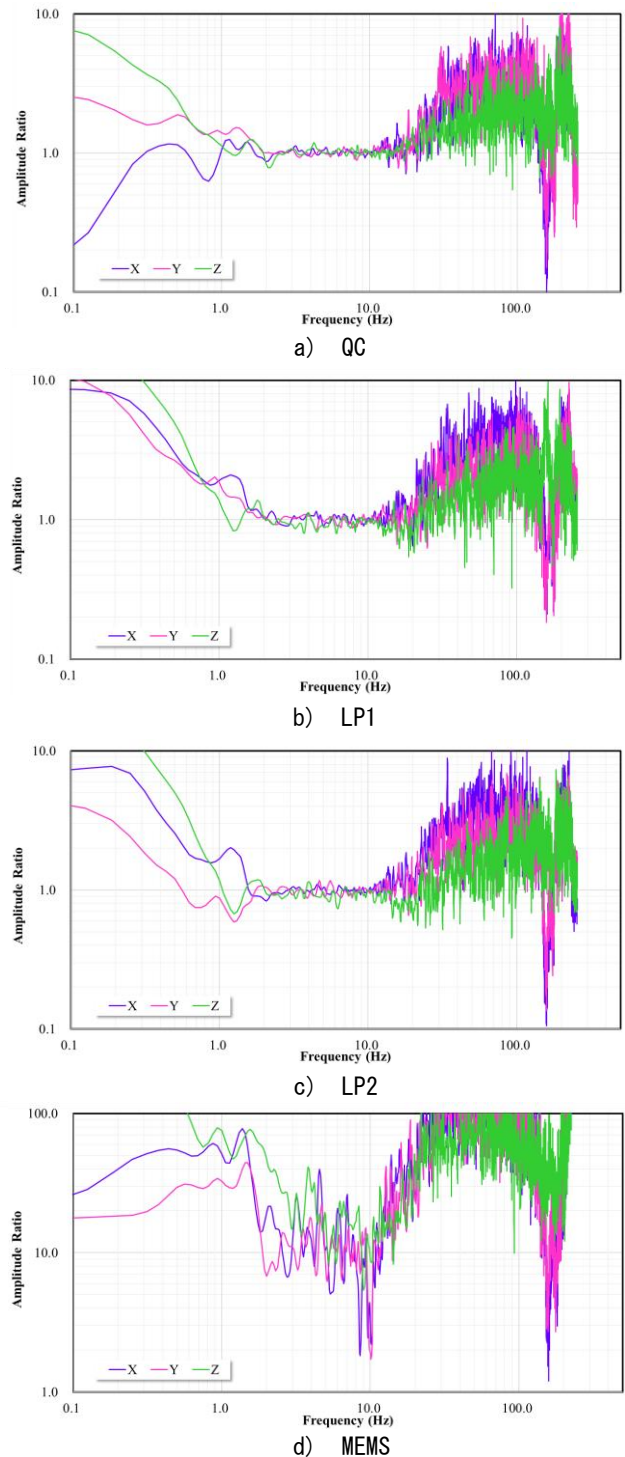 10.0
1.0
0.1
Amplitude Ratio
X Y Z
0.1 1.0 10.0 100.0
Frequency (Hz)
a) QC
10.0
1.0
0.1
Amplitude Ratio
X Y Z
0.1 1.0 10.0 100.0
Frequency (Hz)
b) LP1
10.0
1.0
0.1
Amplitude Ratio
X Y Z
0.1 1.0 10.0 100.0
Frequency (Hz)
c) LP2
100.0
10.0
1.0
Amplitude Ratio
X Y Z
0.1 1.0 10.0 100.0
Frequency (Hz)
d) MEMS